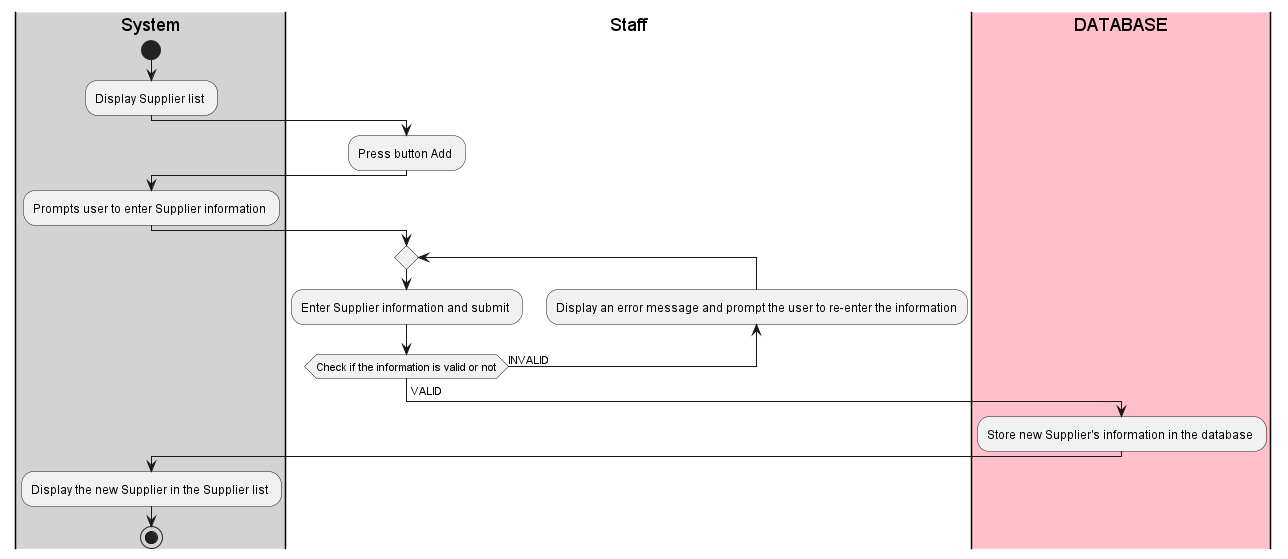 System
Staff
DATABASE
Display Supplier list
Press button Add
Prompts user to enter Supplier information
Enter Supplier information and submit
Display an error message and prompt the user to re-enter the information
Check if the information is valid or not
INVALID
VALID
Store new Supplier's information in the database
Display the new Supplier in the Supplier list